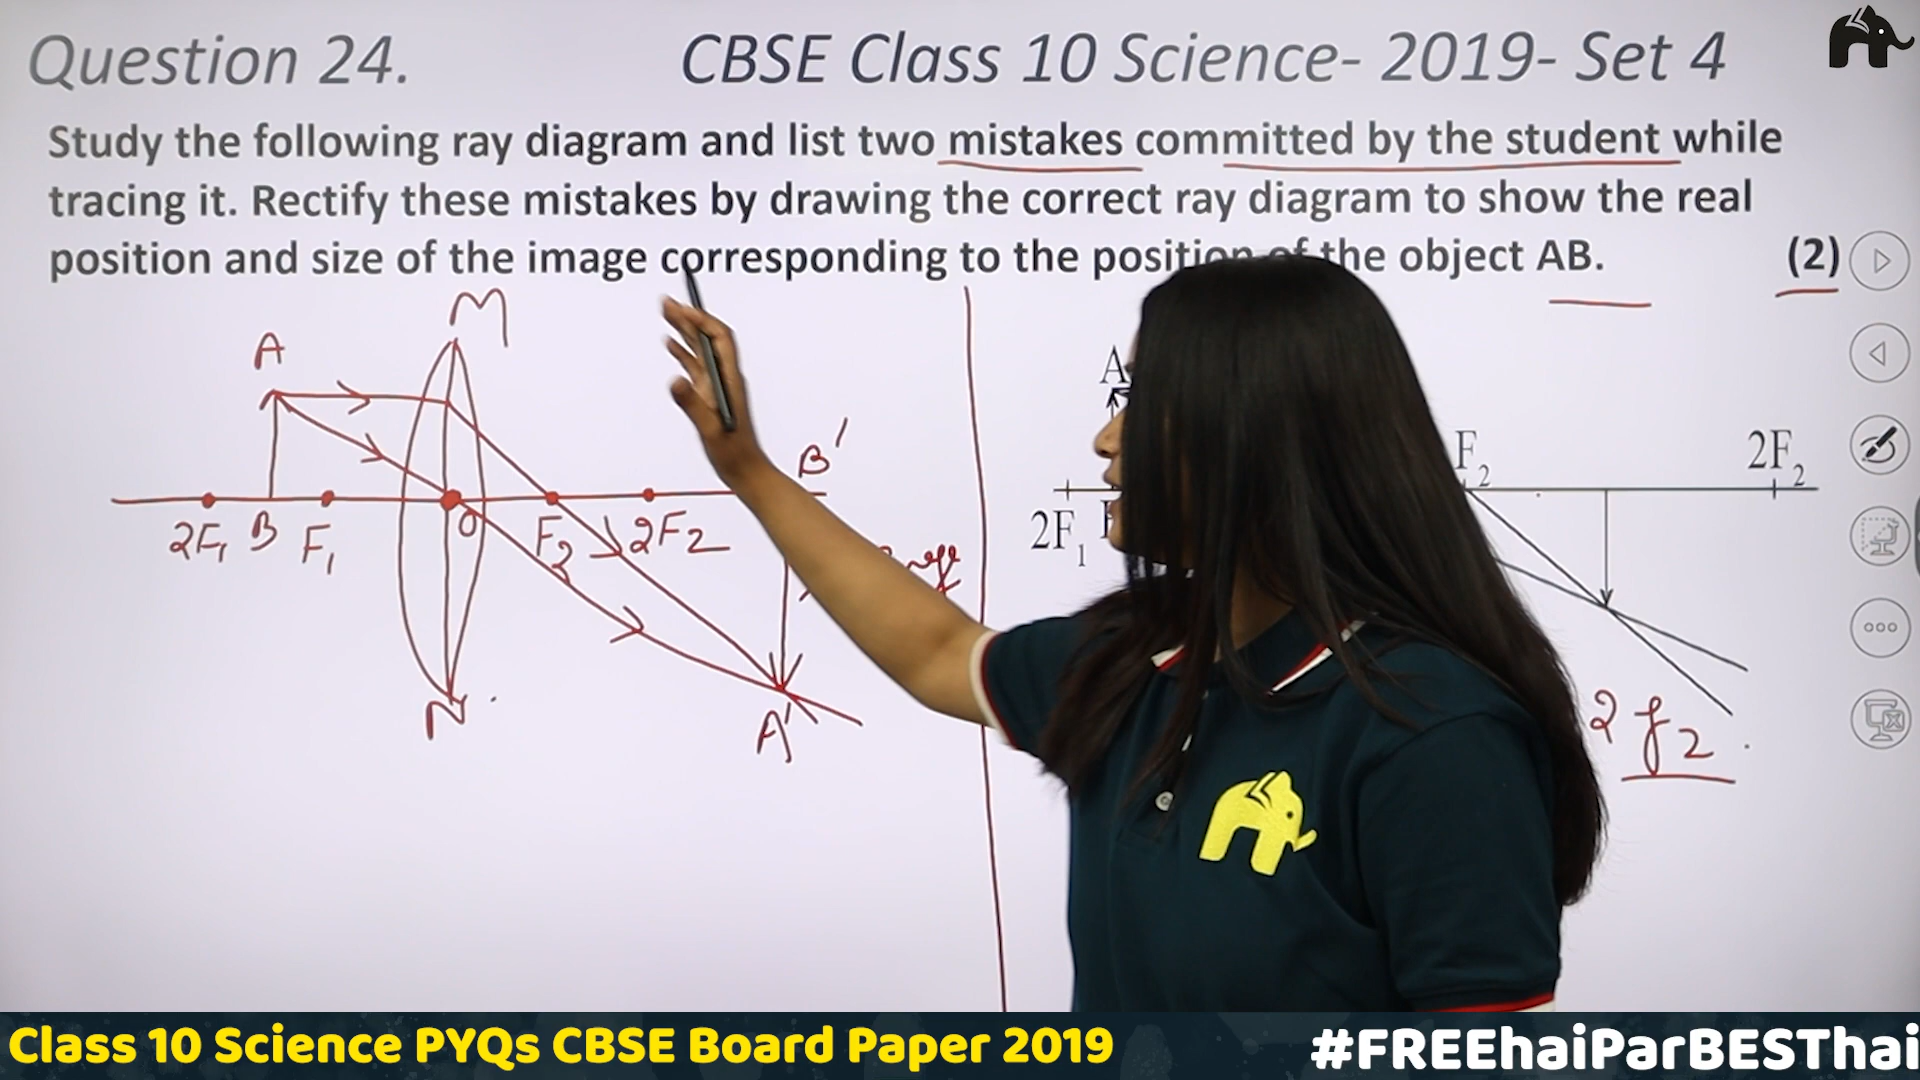 Question 24.
CBSE Class 10 Science- 2019- Set 4
Study the following ray diagram and list two mistakes committed by the student while
tracing it. Rectify these mistakes by drawing the correct ray diagram to show the real
position and size of the image corresponding to the position of the object AB.
(2)
M
A
A
B'
F₂
2F₂
2F₁ B F₁
O
F₂
2F₂
2F₁
N
A'
2f₂
Class 10 Science PYQs CBSE Board Paper 2019
#FREEhaiParBESThai